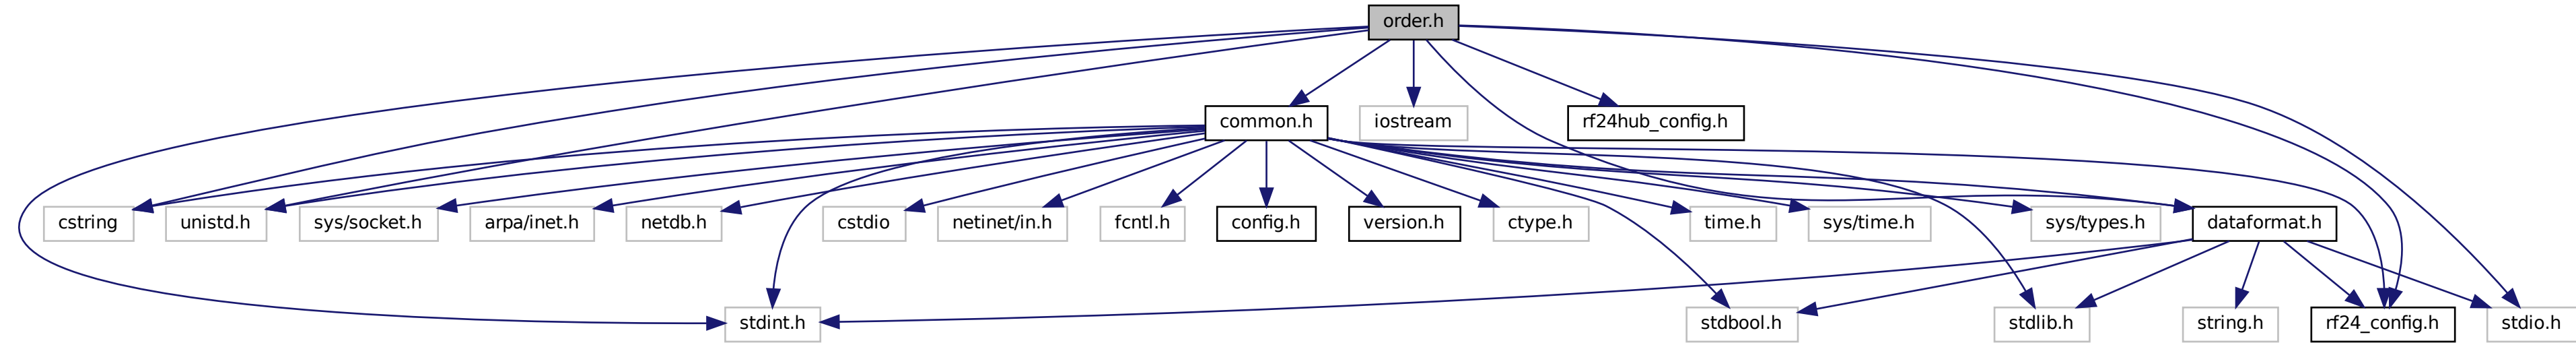 order.h
common.h
iostream
rf24hub_config.h
cstring
unistd.h
sys/socket.h
arpa/inet.h
netdb.h
cstdio
netinet/in.h
fcntl.h
config.h
version.h
ctype.h
time.h
sys/time.h
sys/types.h
dataformat.h
stdint.h
stdbool.h
stdlib.h
string.h
rf24_config.h
stdio.h